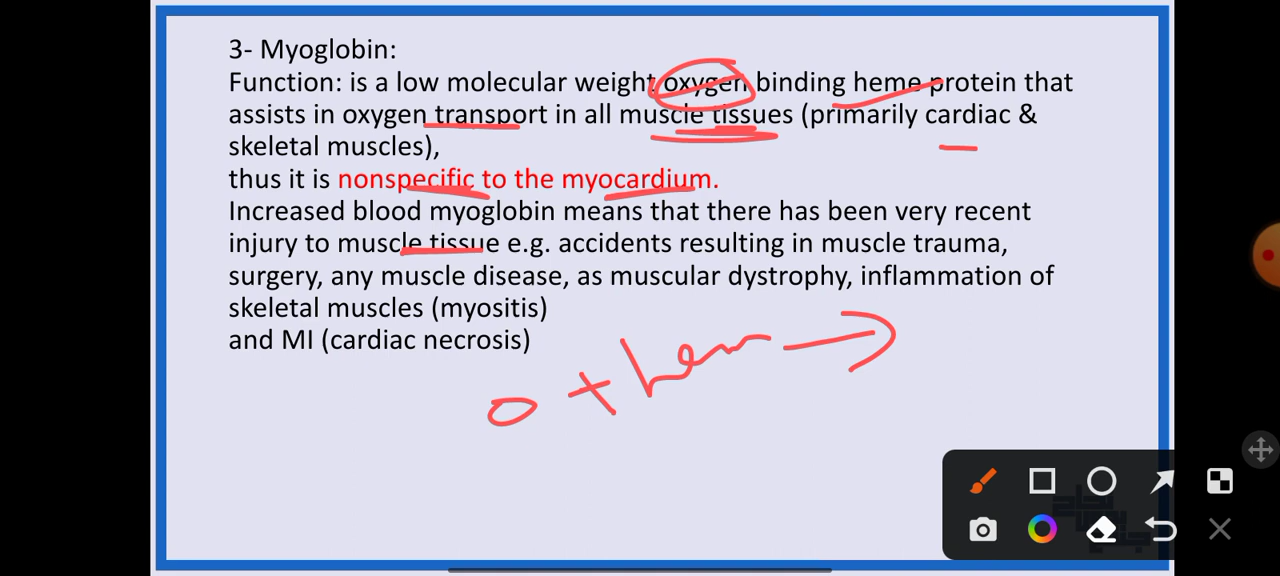 3- Myoglobin:
Function: is a low molecular weight oxygen binding heme protein that
assists in oxygen transport in all muscle tissues (primarily cardiac &
skeletal muscles),
thus it is nonspecific to the myocardium.
Increased blood myoglobin means that there has been very recent
injury to muscle tissue e.g. accidents resulting in muscle trauma,
surgery, any muscle disease, as muscular dystrophy, inflammation of
skeletal muscles (myositis)
and MI (cardiac necrosis)
o + hem →